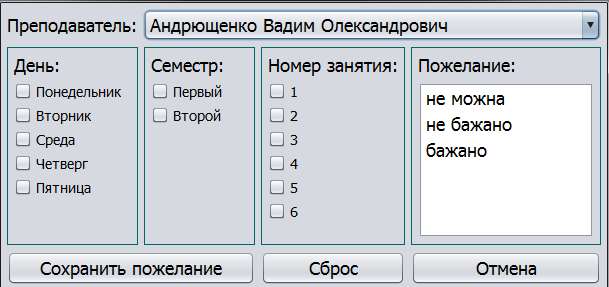 Преподаватель: Андрющенко Вадим Олександрович
День:
Понедельник
Вторник
Среда
Четверг
Пятница
Семестр:
Первый
Второй
Номер занятия:
1
2
3
4
5
6
Пожелание:
не можна
не бажано
бажано
Сохранить пожелание
Сброс
Отмена